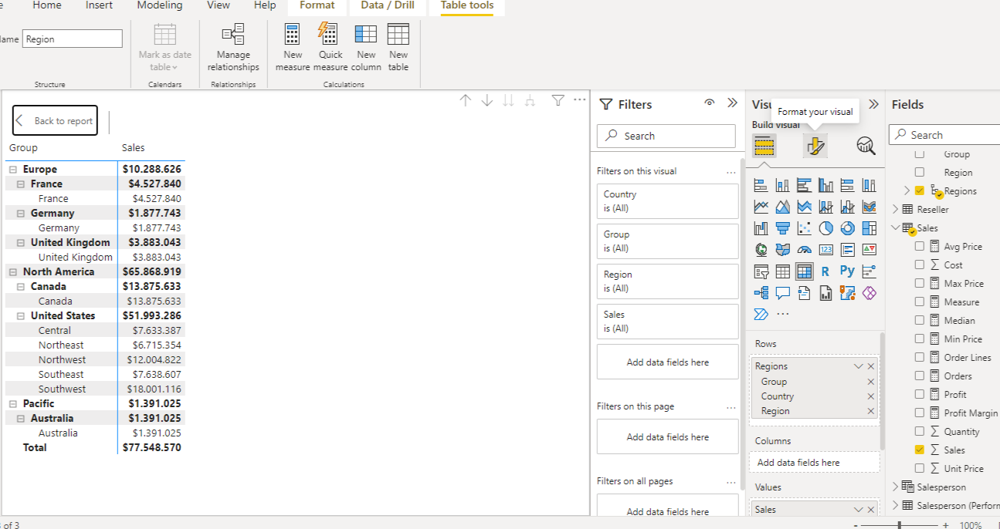 Home Insert Modeling View Help Format Data / Drill Table tools
Name Region
Mark as date table
Manage relationships
New measure
Quick measure
New column
New table
Structure Calendars Relationships Calculations
Back to report
Group Sales
Europe $10.288.626
France $4.527.840
France $4.527.840
Germany $1.877.743
Germany $1.877.743
United Kingdom $3.883.043
United Kingdom $3.883.043
North America $65.868.919
Canada $13.875.633
Canada $13.875.633
United States $51.993.286
Central $7.633.387
Northeast $6.715.354
Northwest $12.004.822
Southeast $7.638.607
Southwest $18.001.116
Pacific $1.391.025
Australia $1.391.025
Australia $1.391.025
Total $77.548.570
of 3
Filters
Search
Filters on this visual ...
Country
is (All)
Group
is (All)
Region
is (All)
Sales
is (All)
Add data fields here
Filters on this page ...
Add data fields here
Filters on all pages ...
Add data fields here
Visu
Format your visual
Build visual
123
R Py
...
Rows
Regions
Group
Country
Region
Columns
Add data fields here
Values
Sales
Fields
Search
Group
Region
Regions
Reseller
Sales
Avg Price
Cost
Max Price
Measure
Median
Min Price
Order Lines
Orders
Profit
Profit Margin
Quantity
Sales
Unit Price
Salesperson
Salesperson (Perforn
- + 100%